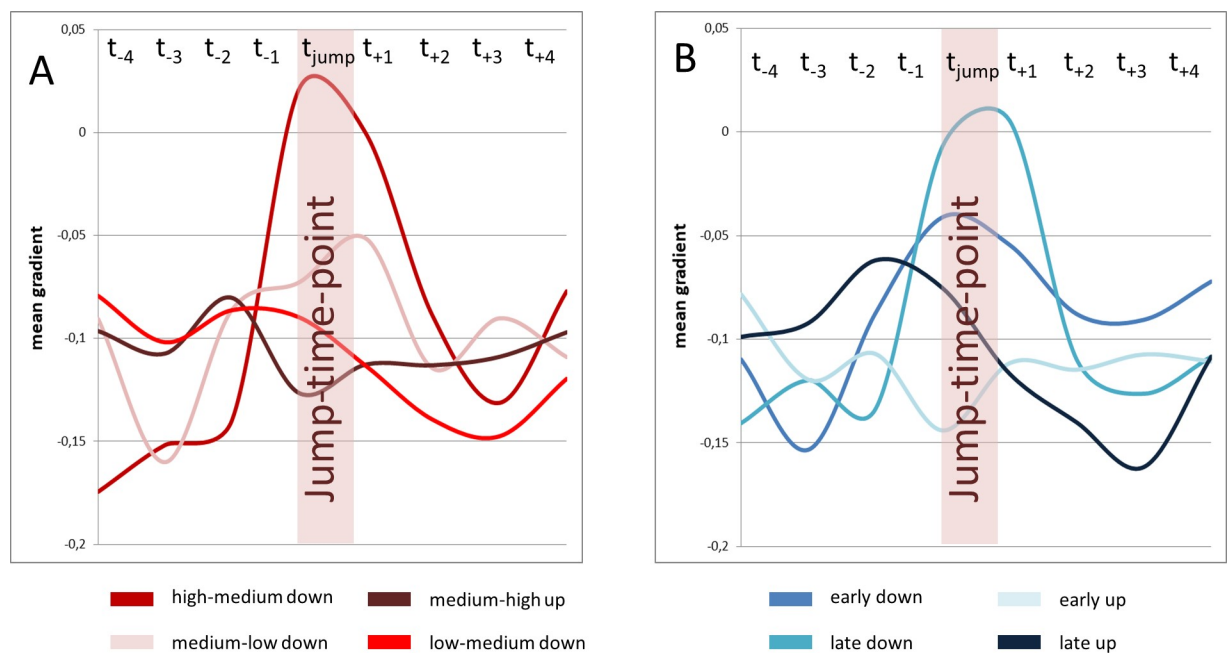 A
0,05
0
-0,05
-0,1
-0,15
-0,2
mean gradient
t-4 t-3 t-2 t-1 tjump t+1 t+2 t+3 t+4
Jump-time-point
high-medium down
medium-high up
medium-low down
low-medium down
B
0,05
0
-0,05
-0,1
-0,15
-0,2
mean gradient
t-4 t-3 t-2 t-1 tjump t+1 t+2 t+3 t+4
Jump-time-point
early down
early up
late down
late up